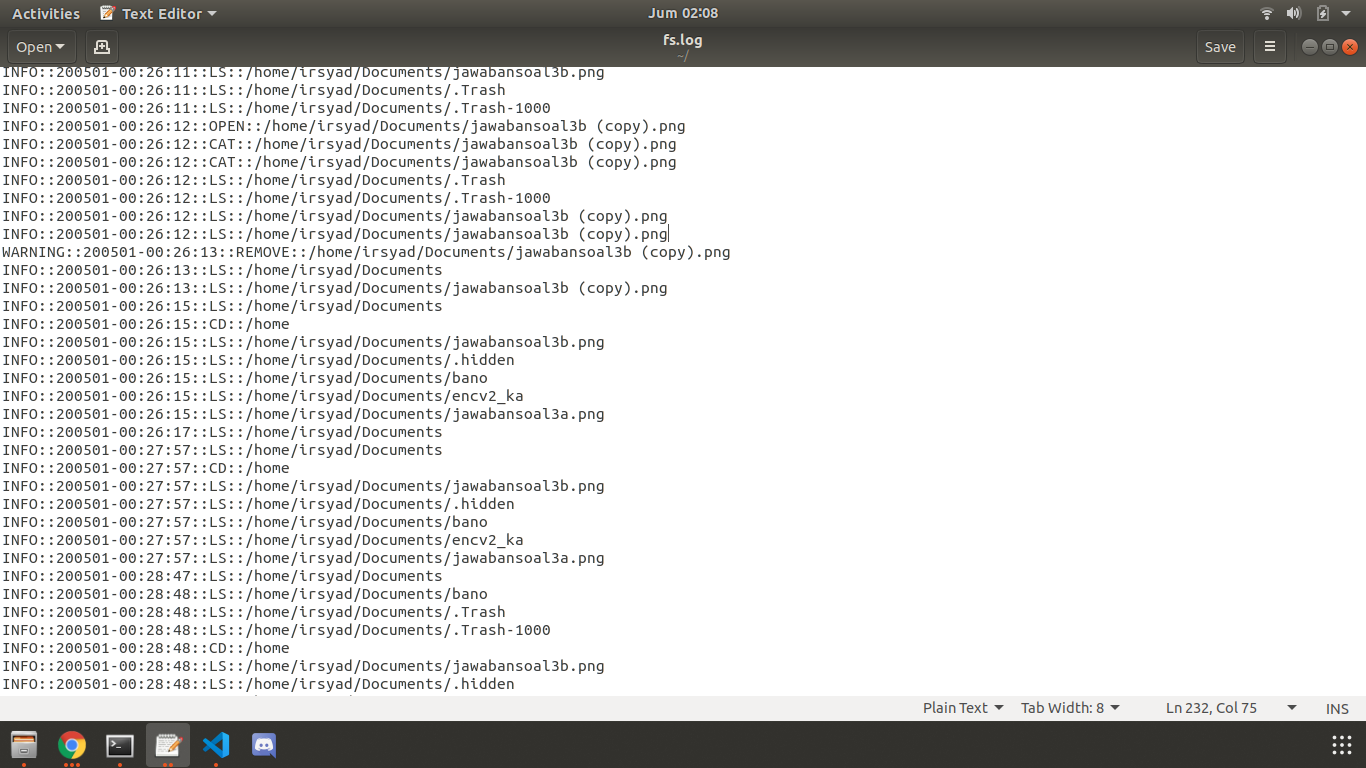 Activities Text Editor Jum 02:08
Open fs.log Save
~/
INFO::200501-00:26:11::LS::/home/irsyad/Documents/jawabansoal3b.png
INFO::200501-00:26:11::LS::/home/irsyad/Documents/.Trash
INFO::200501-00:26:11::LS::/home/irsyad/Documents/.Trash-1000
INFO::200501-00:26:12::OPEN::/home/irsyad/Documents/jawabansoal3b (copy).png
INFO::200501-00:26:12::CAT::/home/irsyad/Documents/jawabansoal3b (copy).png
INFO::200501-00:26:12::CAT::/home/irsyad/Documents/jawabansoal3b (copy).png
INFO::200501-00:26:12::LS::/home/irsyad/Documents/.Trash
INFO::200501-00:26:12::LS::/home/irsyad/Documents/.Trash-1000
INFO::200501-00:26:12::LS::/home/irsyad/Documents/jawabansoal3b (copy).png
INFO::200501-00:26:12::LS::/home/irsyad/Documents/jawabansoal3b (copy).png
WARNING::200501-00:26:13::REMOVE::/home/irsyad/Documents/jawabansoal3b (copy).png
INFO::200501-00:26:13::LS::/home/irsyad/Documents
INFO::200501-00:26:13::LS::/home/irsyad/Documents/jawabansoal3b (copy).png
INFO::200501-00:26:15::LS::/home/irsyad/Documents
INFO::200501-00:26:15::CD::/home
INFO::200501-00:26:15::LS::/home/irsyad/Documents/jawabansoal3b.png
INFO::200501-00:26:15::LS::/home/irsyad/Documents/.hidden
INFO::200501-00:26:15::LS::/home/irsyad/Documents/bano
INFO::200501-00:26:15::LS::/home/irsyad/Documents/encv2_ka
INFO::200501-00:26:15::LS::/home/irsyad/Documents/jawabansoal3a.png
INFO::200501-00:26:17::LS::/home/irsyad/Documents
INFO::200501-00:27:57::LS::/home/irsyad/Documents
INFO::200501-00:27:57::CD::/home
INFO::200501-00:27:57::LS::/home/irsyad/Documents/jawabansoal3b.png
INFO::200501-00:27:57::LS::/home/irsyad/Documents/.hidden
INFO::200501-00:27:57::LS::/home/irsyad/Documents/bano
INFO::200501-00:27:57::LS::/home/irsyad/Documents/encv2_ka
INFO::200501-00:27:57::LS::/home/irsyad/Documents/jawabansoal3a.png
INFO::200501-00:28:47::LS::/home/irsyad/Documents
INFO::200501-00:28:48::LS::/home/irsyad/Documents/bano
INFO::200501-00:28:48::LS::/home/irsyad/Documents/.Trash
INFO::200501-00:28:48::LS::/home/irsyad/Documents/.Trash-1000
INFO::200501-00:28:48::CD::/home
INFO::200501-00:28:48::LS::/home/irsyad/Documents/jawabansoal3b.png
INFO::200501-00:28:48::LS::/home/irsyad/Documents/.hidden
Plain Text Tab Width: 8 Ln 232, Col 75 INS